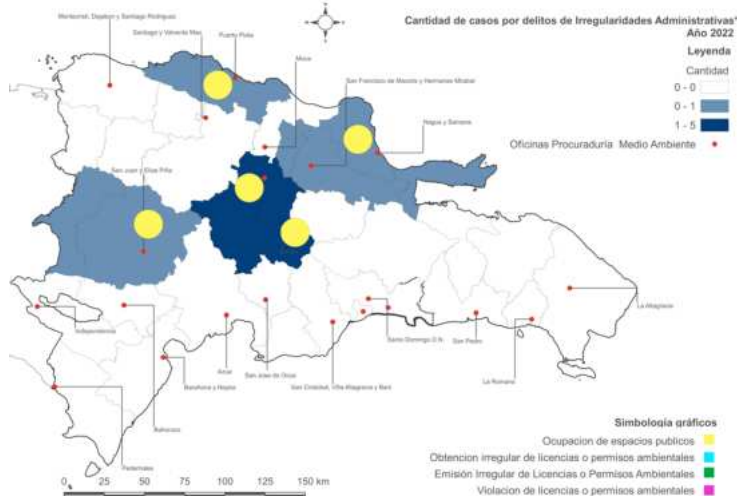 Cantidad de casos por delitos de Irregularidades Administrativas*
Año 2022
Leyenda
Cantidad
0 - 0
0 - 1
1 - 5
Oficinas Procuraduría Medio Ambiente
Montecristi, Dajabon y Santiago Rodriguez
Santiago y Valverde Mao
Puerto Plata
Moca
San Francisco de Macoris y Hermanas Mirabal
Nagua y Samana
San Juan y Elias Piña
La Altagracia
Independencia
Azua
Santo Domingo D.N.
San Pedro
Barahona y Neyba
San Jose de Ocoa
San Cristobal, Villa Altagracia y Bani
La Romana
Bahoruco
Pedernales
0
25
50
75
100
125
150 km
Simbología gráficos
Ocupacion de espacios publicos
Obtencion irregular de licencias o permisos ambientales
Emisión Irregular de Licencias o Permisos Ambientales
Violacion de licencias o permisos ambientales